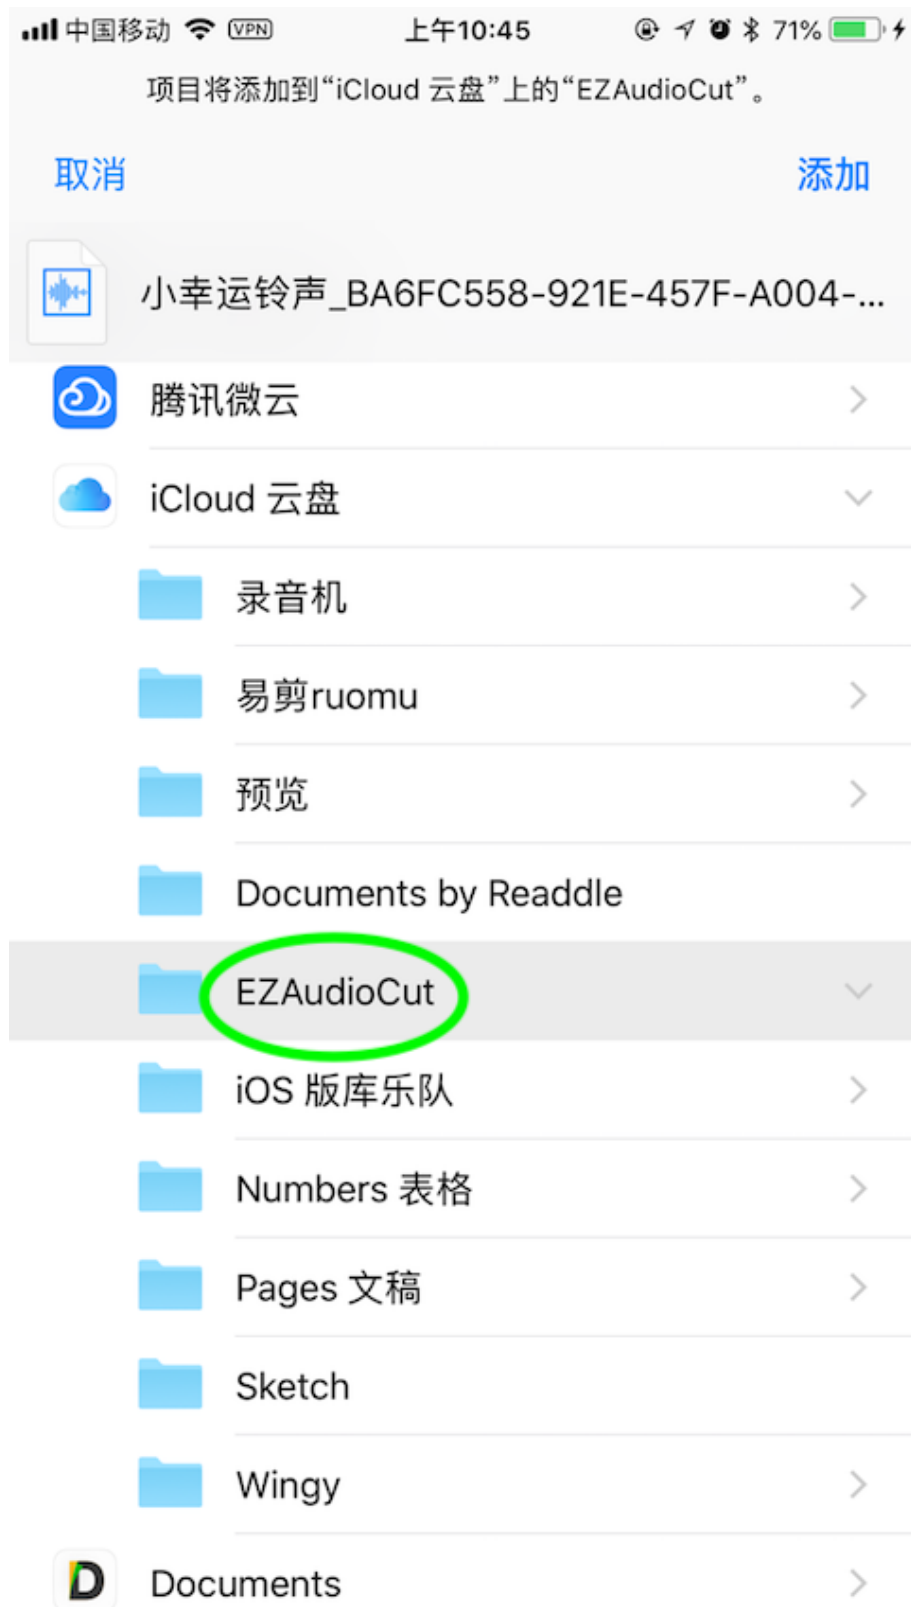 中国移动 VPN 上午10:45 71%
项目将添加到“iCloud 云盘”上的“EZAudioCut”。
取消 添加
小幸运铃声_BA6FC558-921E-457F-A004-...
腾讯微云
iCloud 云盘
录音机
易剪ruomu
预览
Documents by Readdle
EZAudioCut
iOS 版库乐队
Numbers 表格
Pages 文稿
Sketch
Wingy
Documents